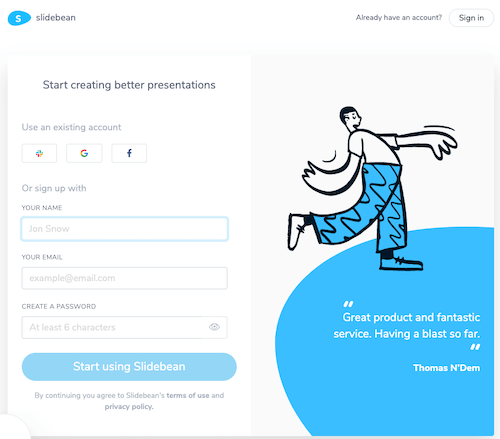 slidebean
Already have an account?
Sign in
Start creating better presentations
Use an existing account
Or sign up with
YOUR NAME
Jon Snow
YOUR EMAIL
example@email.com
CREATE A PASSWORD
At least 6 characters
Start using Slidebean
By continuing you agree to Slidebean's terms of use and
privacy policy.
"
Great product and fantastic
service. Having a blast so far.
"
Thomas N'Dem